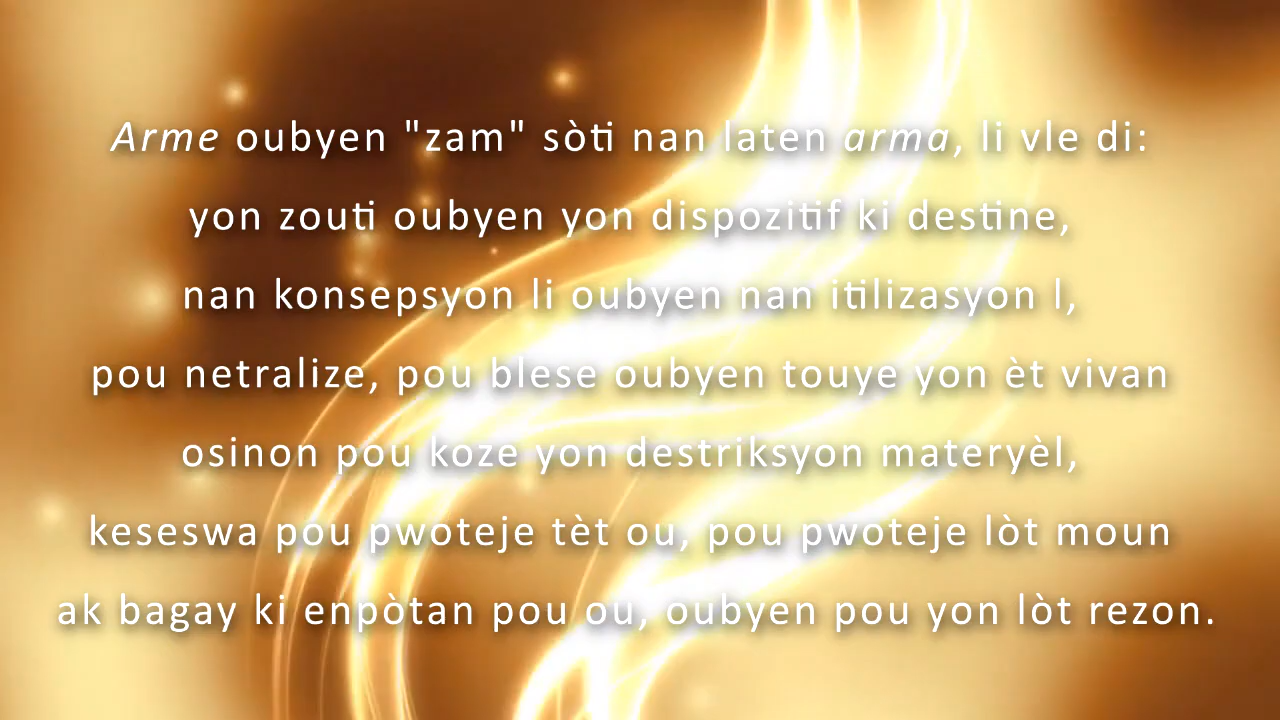 Arme oubyen "zam" sòti nan laten arma, li vle di:
yon zouti oubyen yon dispozitif ki destine,
nan konsepsyon li oubyen nan itilizasyon l,
pou netralize, pou blese oubyen touye yon èt vivan
osinon pou koze yon destriksyon materyèl,
keseswa pou pwoteje tèt ou, pou pwoteje lòt moun
ak bagay ki enpòtan pou ou, oubyen pou yon lòt rezon.